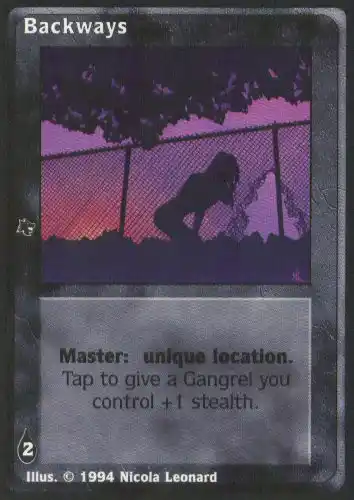 Backways
Master: unique location.
Tap to give a Gangrel you
control +1 stealth.
2
Illus. © 1994 Nicola Leonard